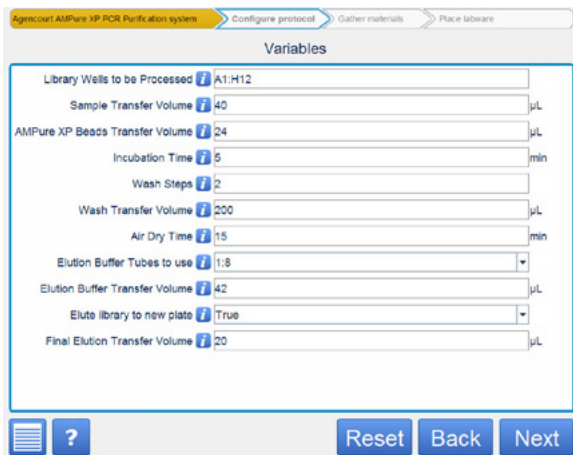 Agencourt AMPure XP PCR Purification system Configure protocol Gather materials Place labware
Variables
Library Wells to be Processed i A1:H12
Sample Transfer Volume i 40 µL
AMPure XP Beads Transfer Volume i 24 µL
Incubation Time i 5 min
Wash Steps i 2
Wash Transfer Volume i 200 µL
Air Dry Time i 15 min
Elution Buffer Tubes to use i 1:8
Elution Buffer Transfer Volume i 42 µL
Elute library to new plate i True
Final Elution Transfer Volume i 20 µL
? Reset Back Next